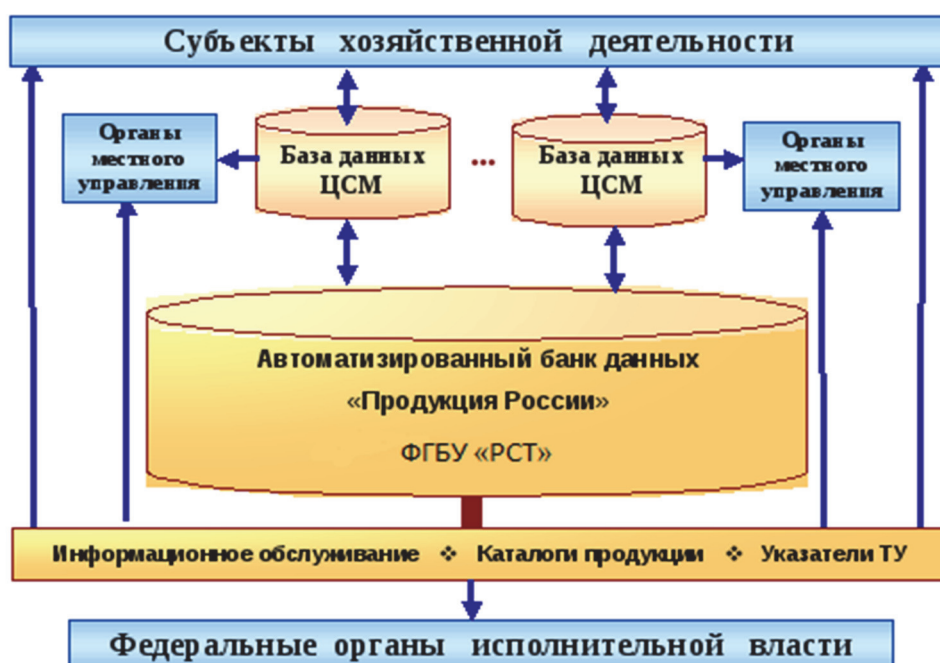 Субъекты хозяйственной деятельности
Органы
местного
управления
База данных
ЦСМ
...
База данных
ЦСМ
Органы
местного
управления
Автоматизированный банк данных
«Продукция России»
ФГБУ «РСТ»
Информационное обслуживание ❖ Каталоги продукции ❖ Указатели ТУ
Федеральные органы исполнительной власти